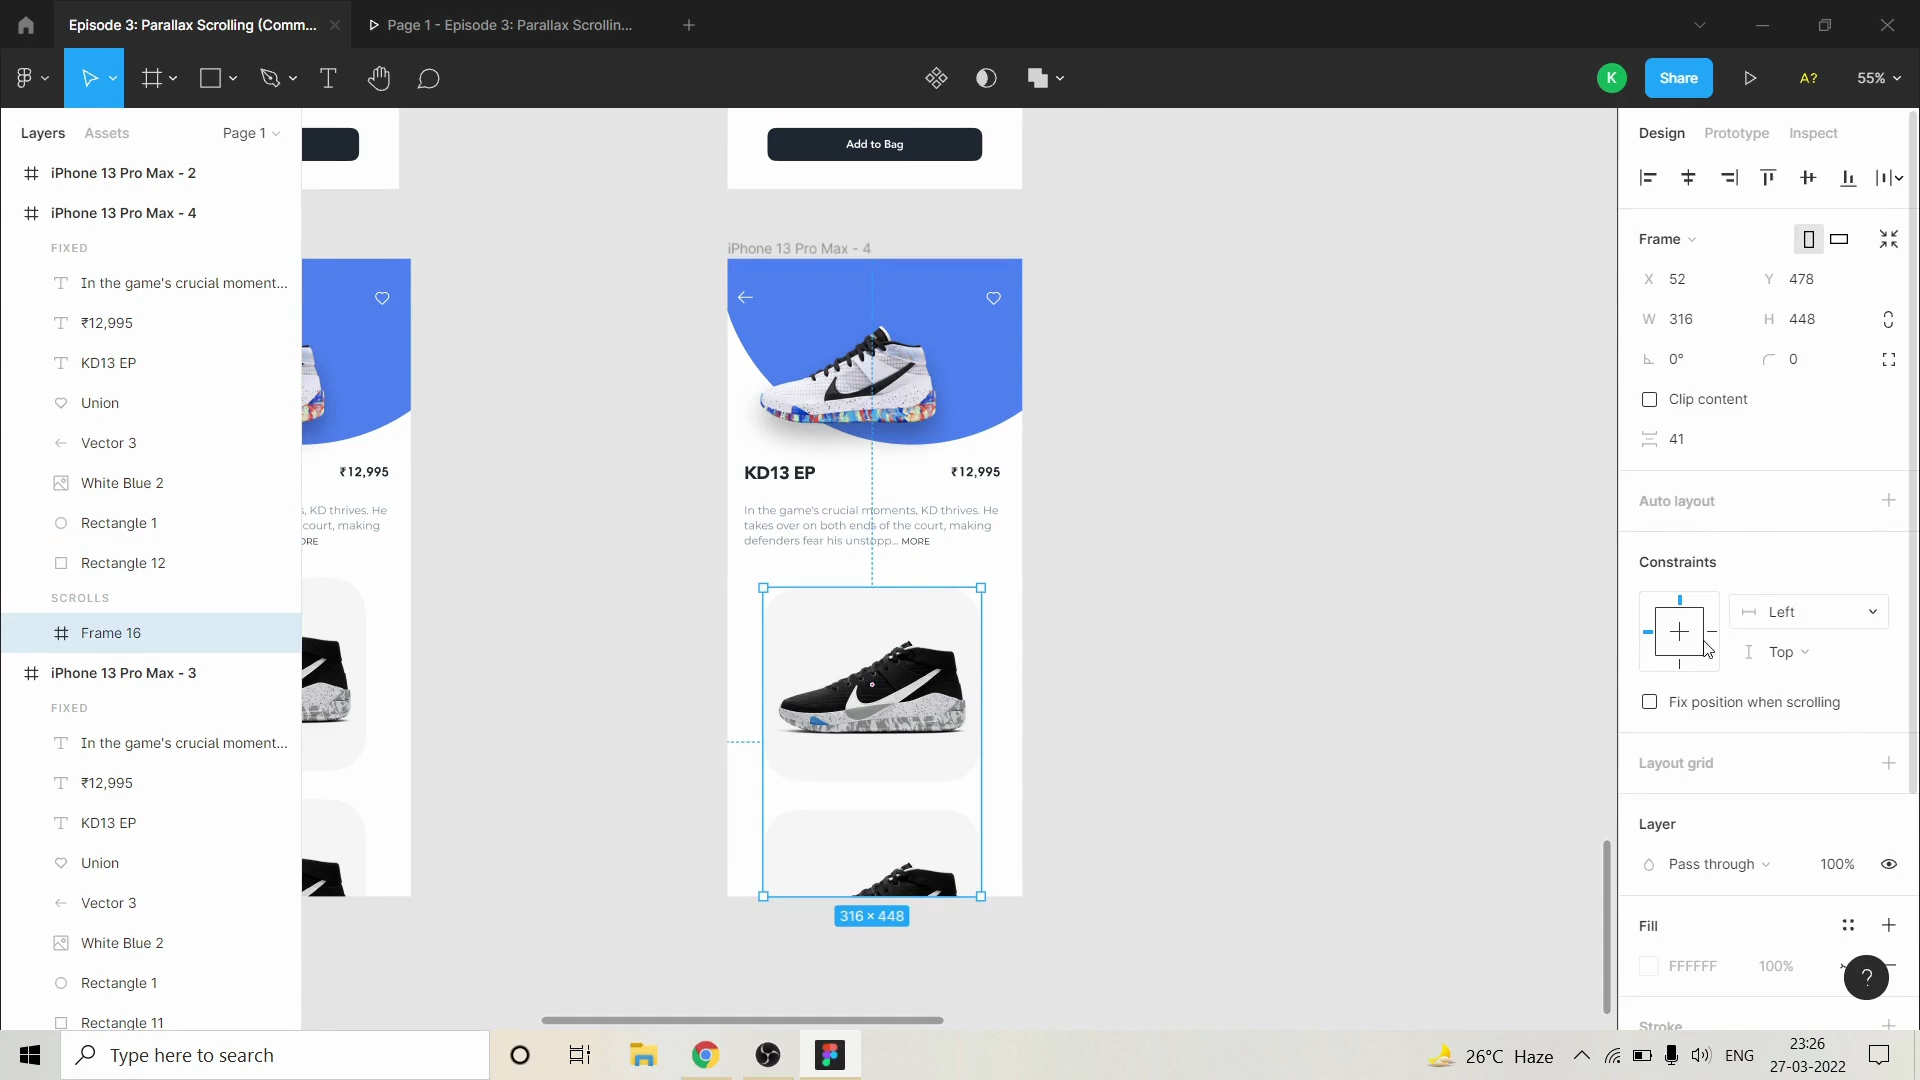 Episode 3: Parallax Scrolling (Comm...
Page 1 - Episode 3: Parallax Scrollin...
K
Share
A?
55%
Layers
Assets
Page 1
iPhone 13 Pro Max - 2
iPhone 13 Pro Max - 4
FIXED
In the game's crucial moment...
₹12,995
KD13 EP
Union
Vector 3
White Blue 2
Rectangle 1
Rectangle 12
SCROLLS
Frame 16
iPhone 13 Pro Max - 3
FIXED
In the game's crucial moment...
₹12,995
KD13 EP
Union
Vector 3
White Blue 2
Rectangle 1
Rectangle 11
₹12,995
s, KD thrives. He
court, making
ORE
Add to Bag
iPhone 13 Pro Max - 4
KD13 EP
₹12,995
In the game's crucial moments, KD thrives. He
takes over on both ends of the court, making
defenders fear his unstopp... MORE
316 × 448
Design
Prototype
Inspect
Frame
X 52
Y 478
W 316
H 448
0°
0
Clip content
41
Auto layout
Constraints
Left
Top
Fix position when scrolling
Layout grid
Layer
Pass through
100%
Fill
FFFFFF
100%
?
Stroke
Type here to search
26°C Haze
ENG
23:26
27-03-2022